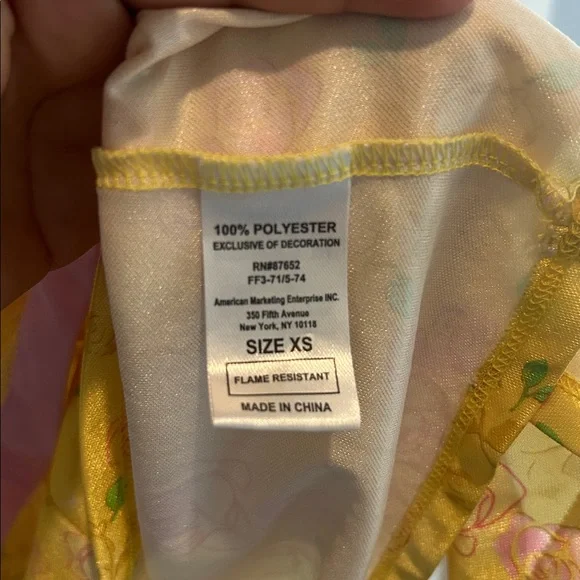 100% POLYESTER
EXCLUSIVE OF DECORATION
RN#87652
FF3-71/5-74
American Marketing Enterprise INC.
350 Fifth Avenue
New York, NY 10118
SIZE XS
FLAME RESISTANT
MADE IN CHINA